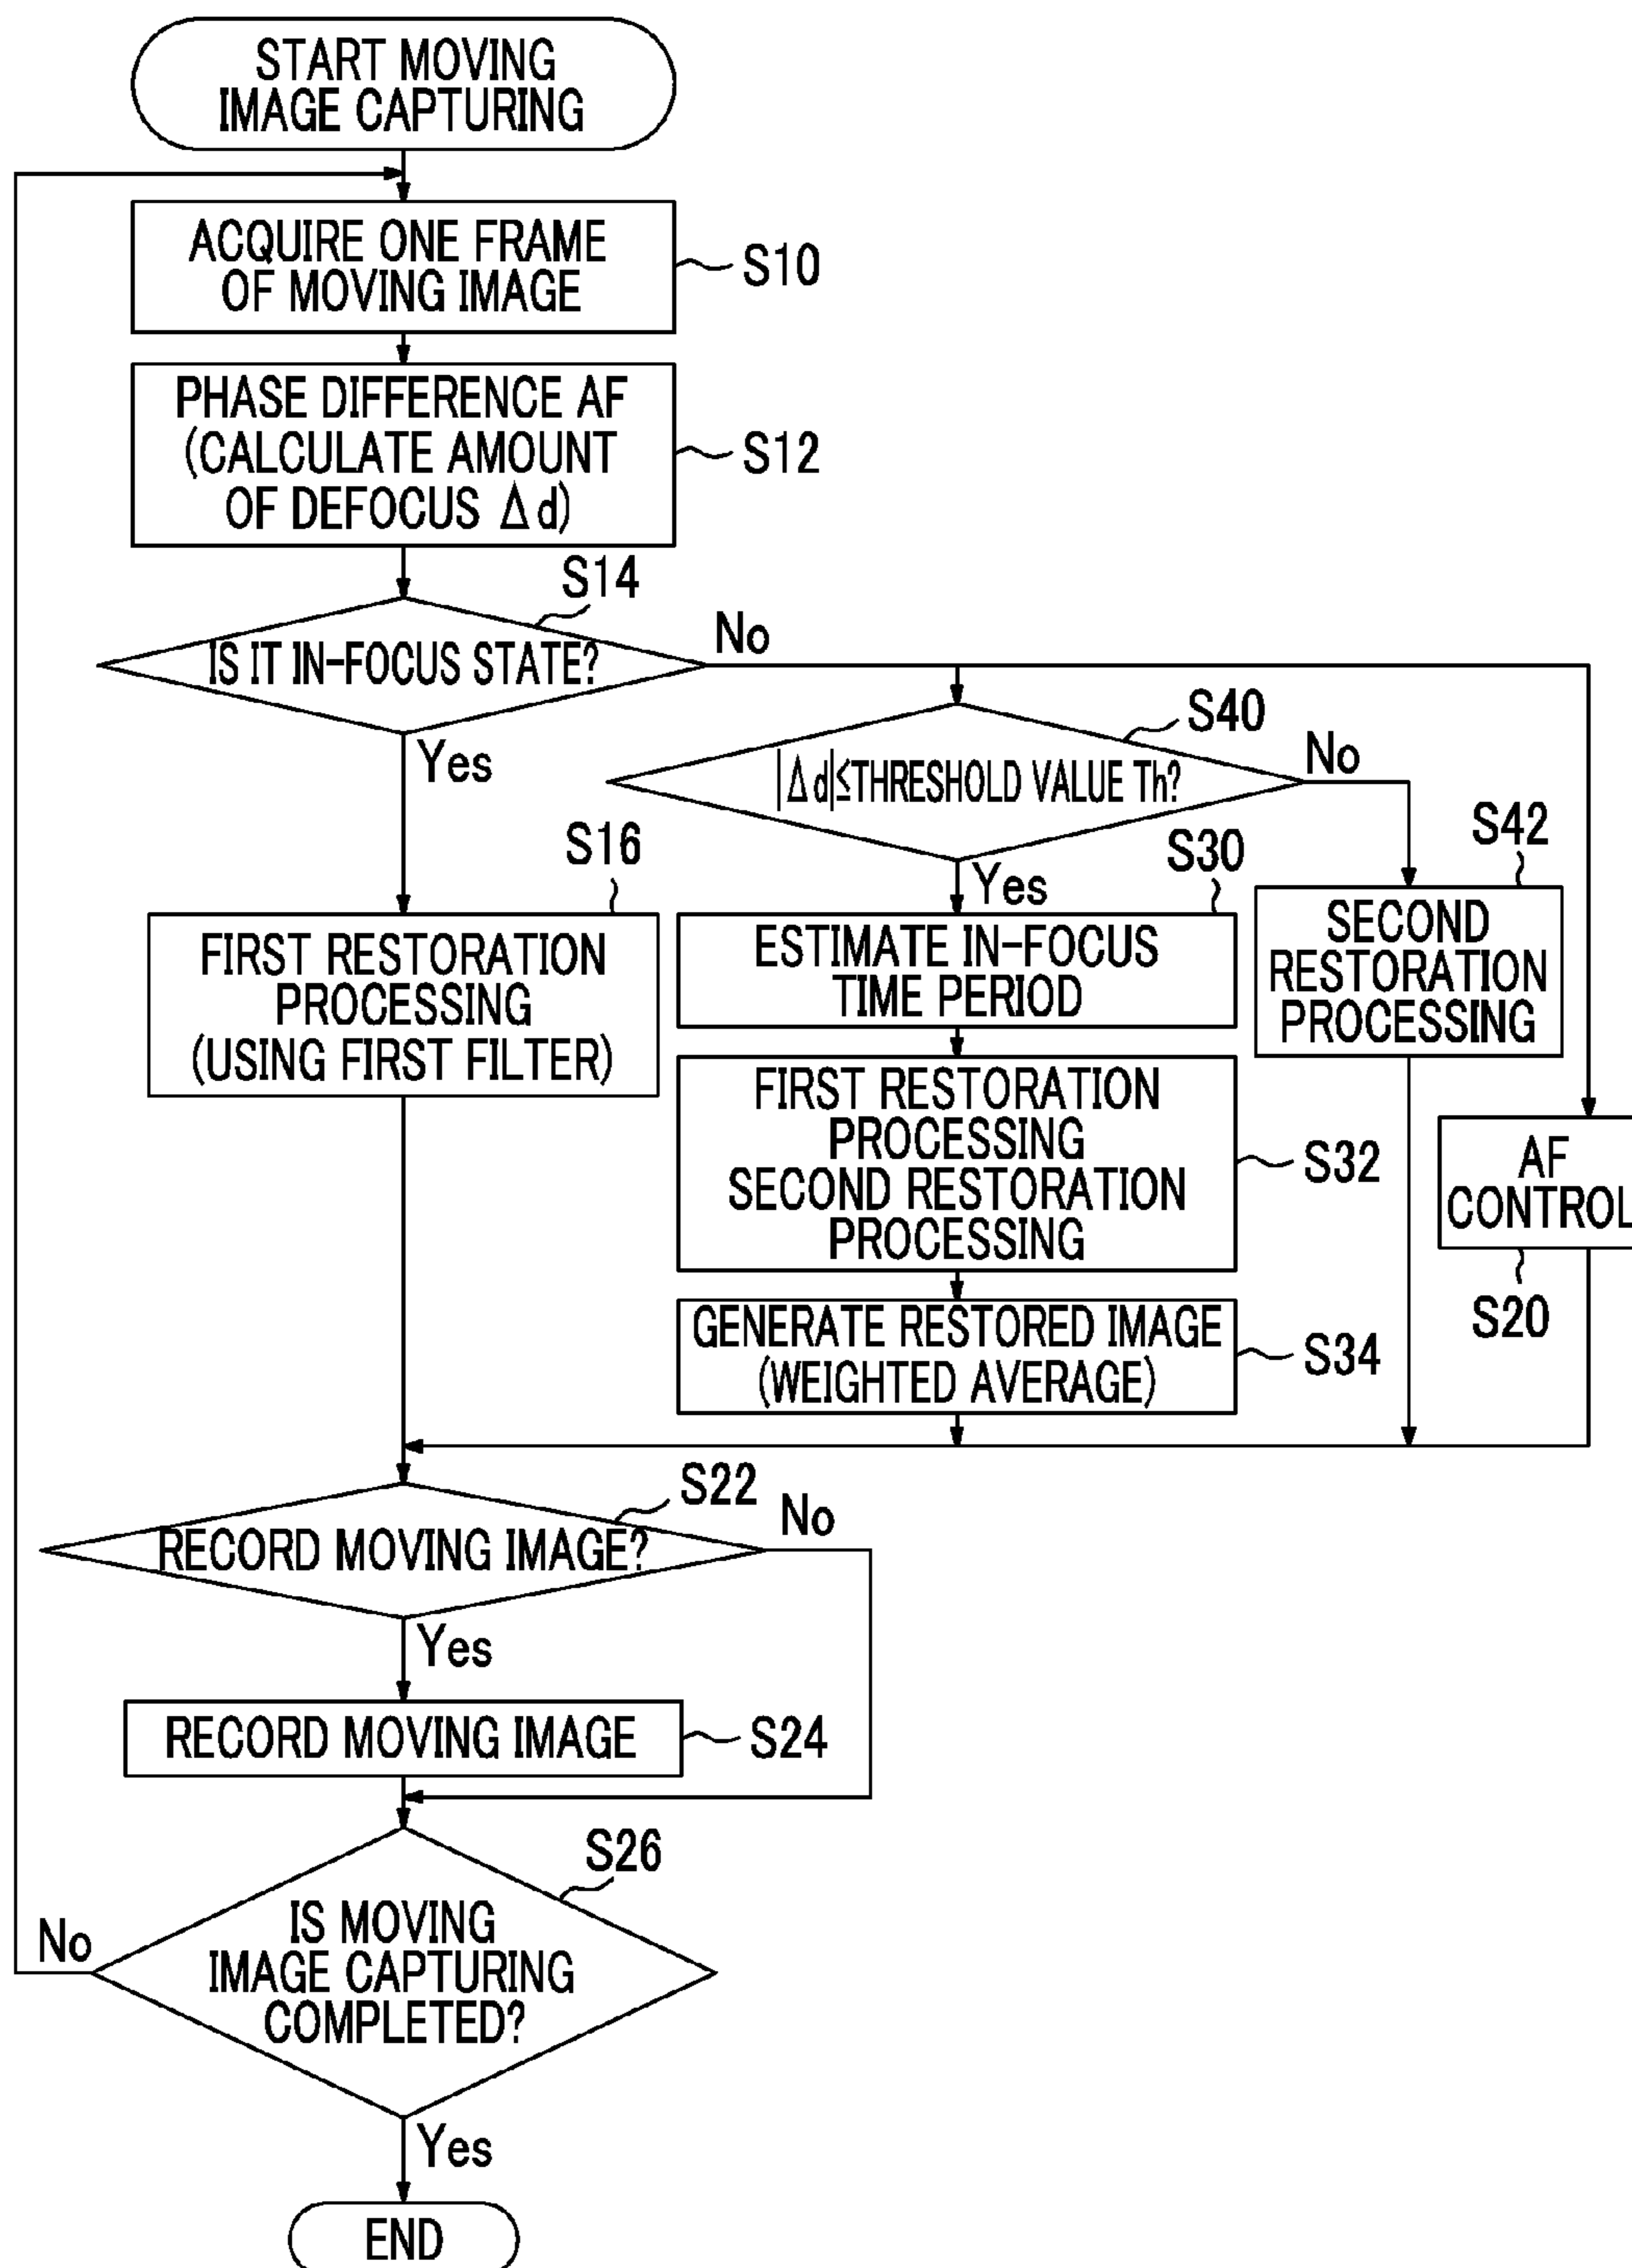 START MOVING
IMAGE CAPTURING
ACQUIRE ONE FRAME
OF MOVING IMAGE
S10
PHASE DIFFERENCE AF
(CALCULATE AMOUNT
OF DEFOCUS Δd)
S12
S14
IS IT IN-FOCUS STATE?
No
Yes
S40
|Δd|≦THRESHOLD VALUE Th?
No
Yes
S16
FIRST RESTORATION
PROCESSING
(USING FIRST FILTER)
S30
ESTIMATE IN-FOCUS
TIME PERIOD
S42
SECOND
RESTORATION
PROCESSING
FIRST RESTORATION
PROCESSING
SECOND RESTORATION
PROCESSING
S32
AF
CONTROL
S20
GENERATE RESTORED IMAGE
(WEIGHTED AVERAGE)
S34
S22
RECORD MOVING IMAGE?
No
Yes
RECORD MOVING IMAGE
S24
S26
IS MOVING
IMAGE CAPTURING
COMPLETED?
No
Yes
END